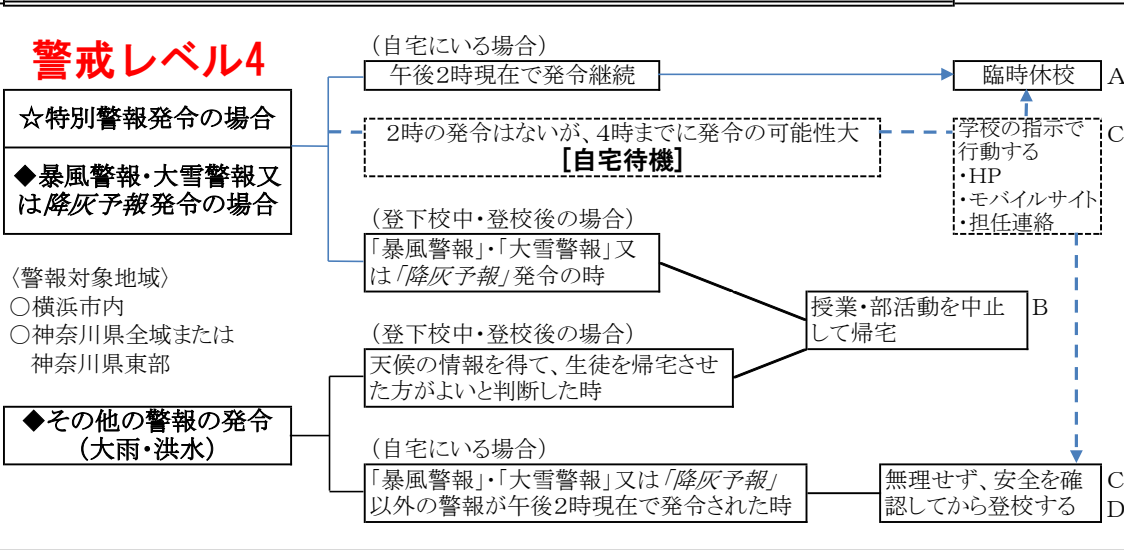 警戒レベル4
☆特別警報発令の場合
◆暴風警報・大雪警報又
は降灰予報発令の場合
〈警報対象地域〉
○横浜市内
○神奈川県全域または
神奈川県東部
◆その他の警報の発令
（大雨・洪水）
（自宅にいる場合）
午後2時現在で発令継続
2時の発令はないが、4時までに発令の可能性大
［自宅待機］
（登下校中・登校後の場合）
「暴風警報」・「大雪警報」又
は「降灰予報」発令の時
（登下校中・登校後の場合）
天候の情報を得て、生徒を帰宅させ
た方がよいと判断した時
（自宅にいる場合）
「暴風警報」・「大雪警報」又は「降灰予報」
以外の警報が午後2時現在で発令された時
臨時休校
A
学校の指示で
行動する
・HP
・モバイルサイト
・担任連絡
C
授業・部活動を中止
して帰宅
B
無理せず、安全を確
認してから登校する
C
D